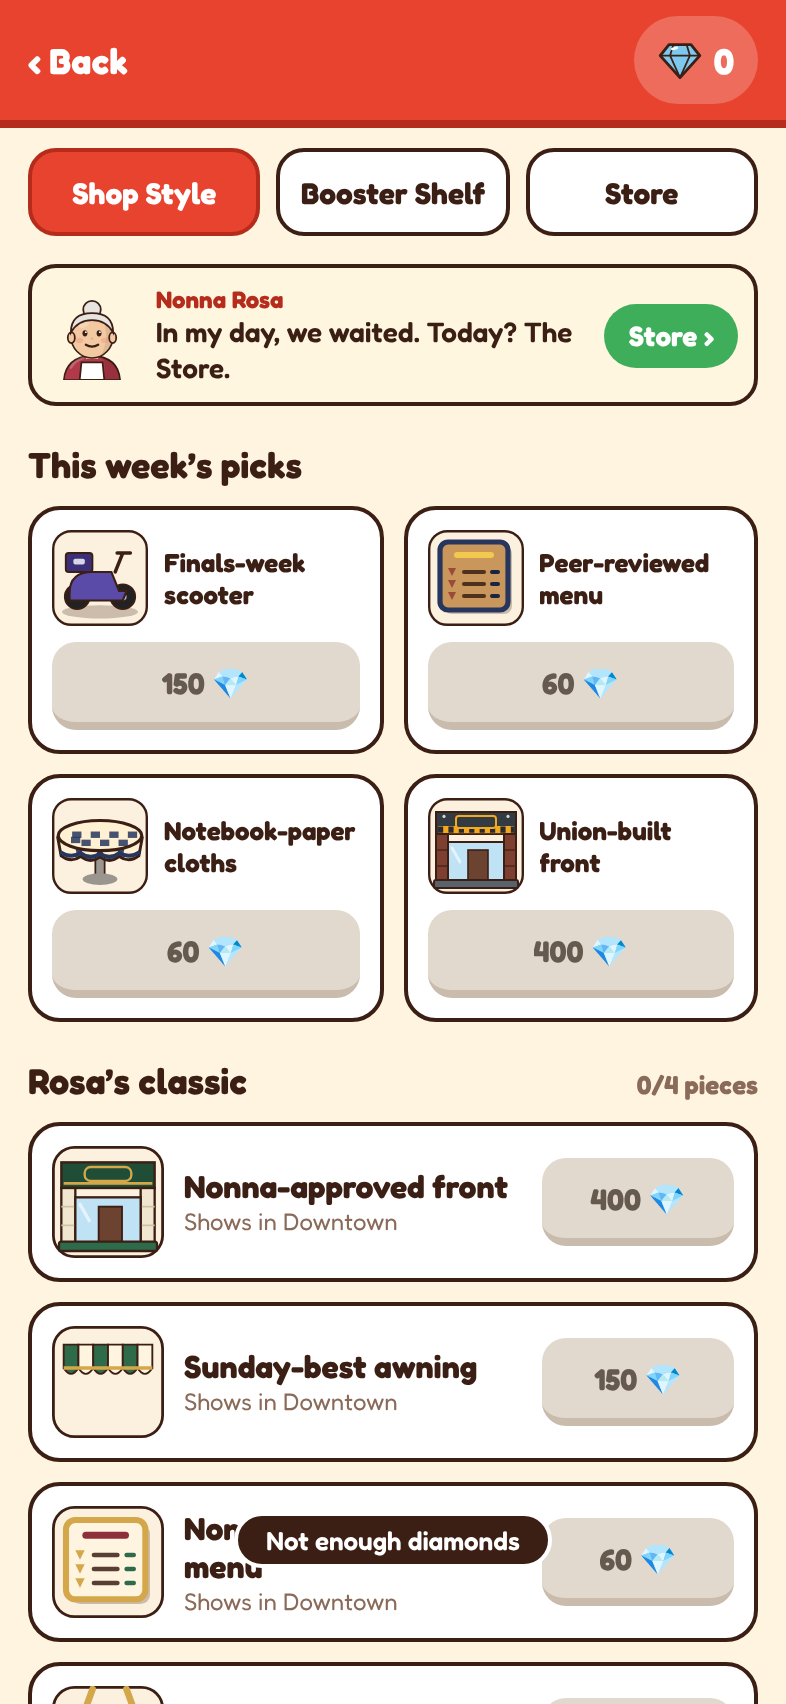 ‹ Back
0
Shop Style
Booster Shelf
Store
Nonna Rosa
In my day, we waited. Today? The
Store.
Store ›
This week’s picks
Finals-week
scooter
150
Peer-reviewed
menu
60
Notebook-paper
cloths
60
Union-built
front
400
Rosa’s classic
0/4 pieces
Nonna-approved front
Shows in Downtown
400
Sunday-best awning
Shows in Downtown
150
Not enough diamonds
menu
Shows in Downtown
60